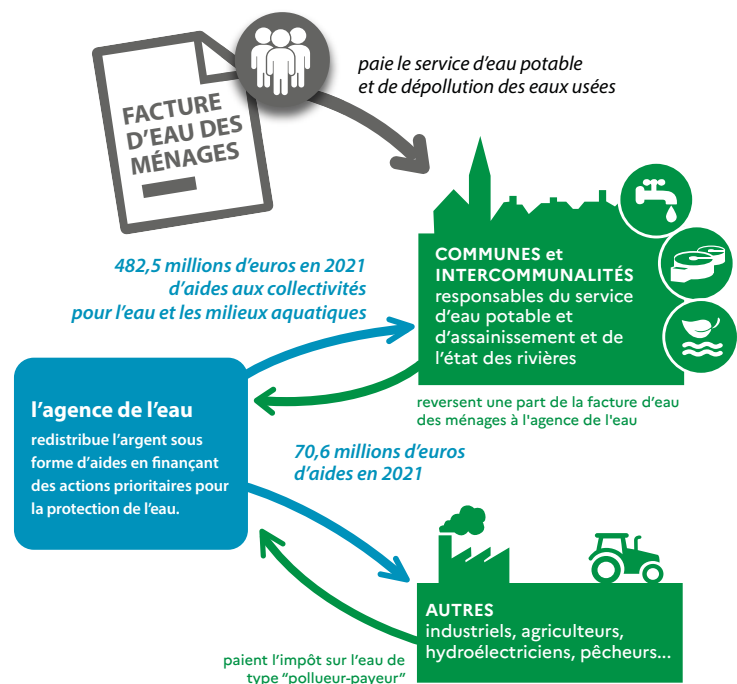 FACTURE
D’EAU DES
MÉNAGES
paie le service d’eau potable
et de dépollution des eaux usées
482,5 millions d’euros en 2021
d’aides aux collectivités
pour l’eau et les milieux aquatiques
COMMUNES et
INTERCOMMUNALITÉS
responsables du service
d’eau potable et
d’assainissement et de
l’état des rivières
reversent une part de la facture d’eau
des ménages à l'agence de l'eau
l’agence de l’eau
redistribue l’argent sous
forme d’aides en finançant
des actions prioritaires pour
la protection de l’eau.
70,6 millions d’euros
d’aides en 2021
AUTRES
industriels, agriculteurs,
hydroélectriciens, pêcheurs...
paient l’impôt sur l’eau de
type “pollueur-payeur”